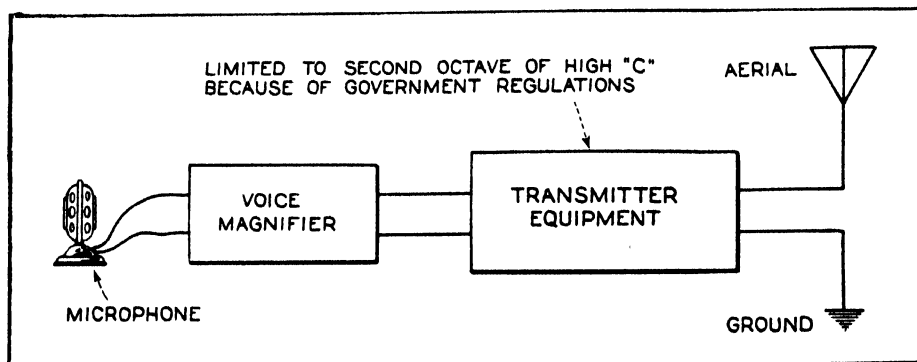 LIMITED TO SECOND OCTAVE OF HIGH "C"
BECAUSE OF GOVERNMENT REGULATIONS
AERIAL
VOICE
MAGNIFIER
TRANSMITTER
EQUIPMENT
MICROPHONE
GROUND